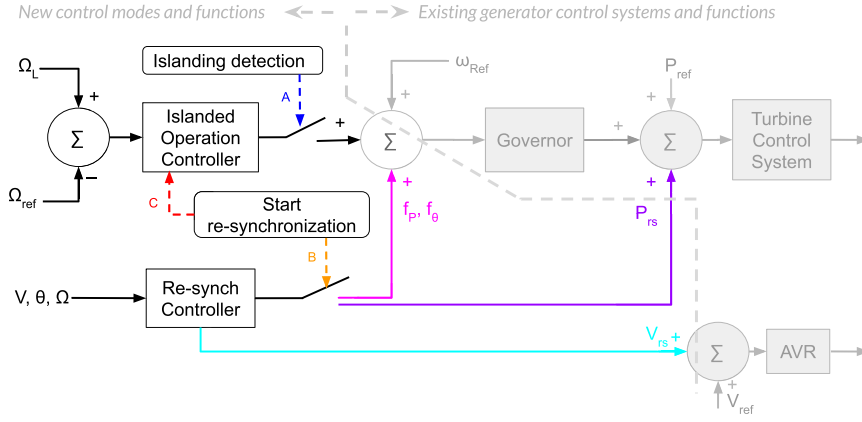 New control modes and functions
Existing generator control systems and functions
Ω_L
Islanding detection
ω_Ref
P_ref
+
A
+
+
Σ
Islanded
Operation
Controller
+
Σ
Governor
+
Σ
Turbine
Control
System
−
Ω_ref
C
Start
re-synchronization
+
f_P, f_θ
+
P_rs
B
V, θ, Ω
Re-synch
Controller
V_rs
+
Σ
AVR
+
V_ref